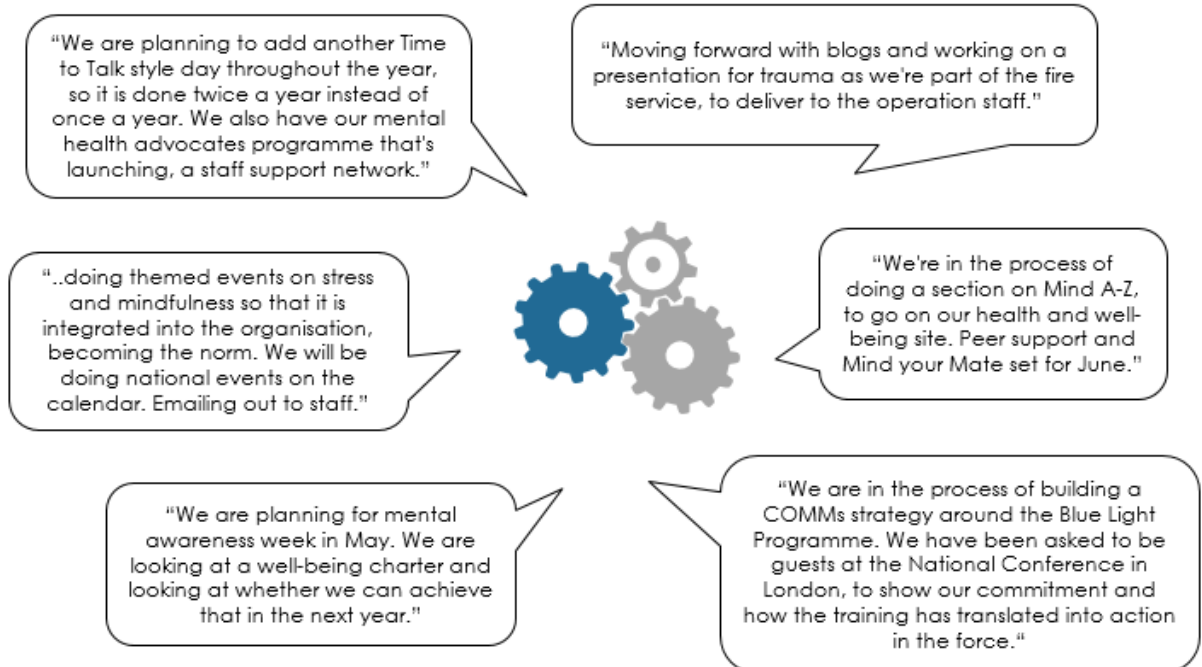 “We are planning to add another Time
to Talk style day throughout the year,
so it is done twice a year instead of
once a year. We also have our mental
health advocates programme that's
launching, a staff support network.”
“Moving forward with blogs and working on a
presentation for trauma as we're part of the fire
service, to deliver to the operation staff.”
“..doing themed events on stress
and mindfulness so that it is
integrated into the organisation,
becoming the norm. We will be
doing national events on the
calendar. Emailing out to staff.”
“We're in the process of
doing a section on Mind A-Z,
to go on our health and well-
being site. Peer support and
Mind your Mate set for June.”
“We are planning for mental
awareness week in May. We are
looking at a well-being charter and
looking at whether we can achieve
that in the next year.”
“We are in the process of building a
COMMs strategy around the Blue Light
Programme. We have been asked to be
guests at the National Conference in
London, to show our commitment and
how the training has translated into action
in the force.“